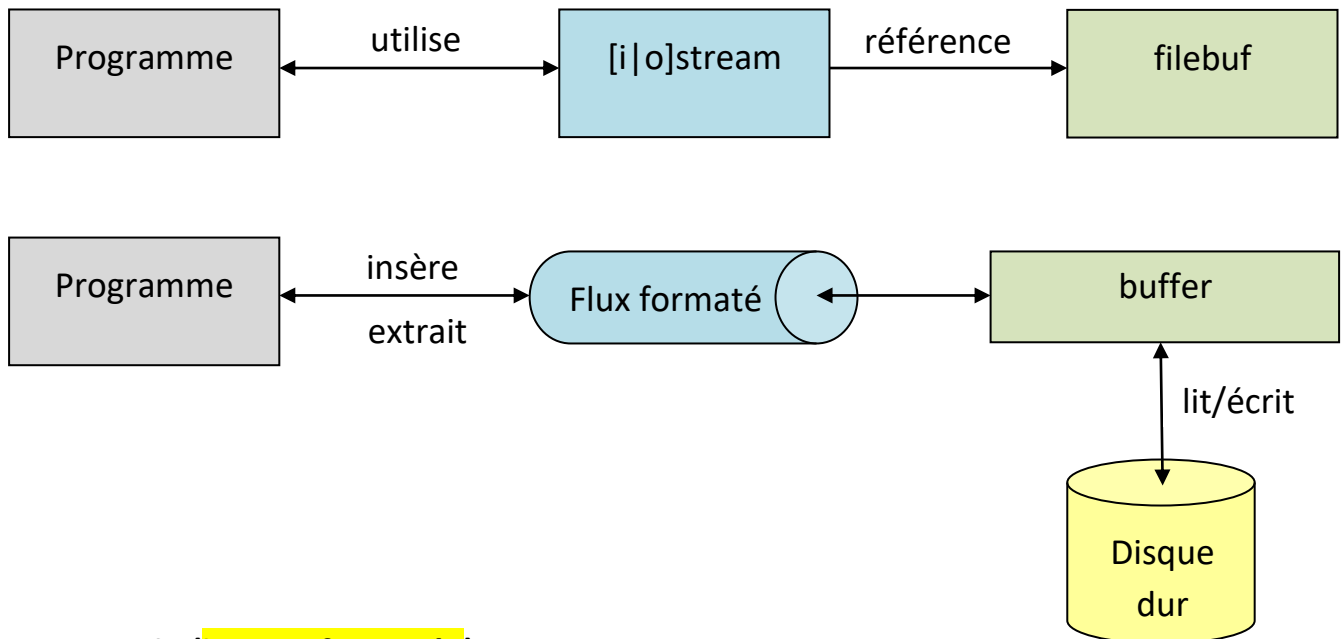 Programme
utilise
[i|o]stream
référence
filebuf
Programme
insère
extrait
Flux formaté
buffer
lit/écrit
Disque
dur